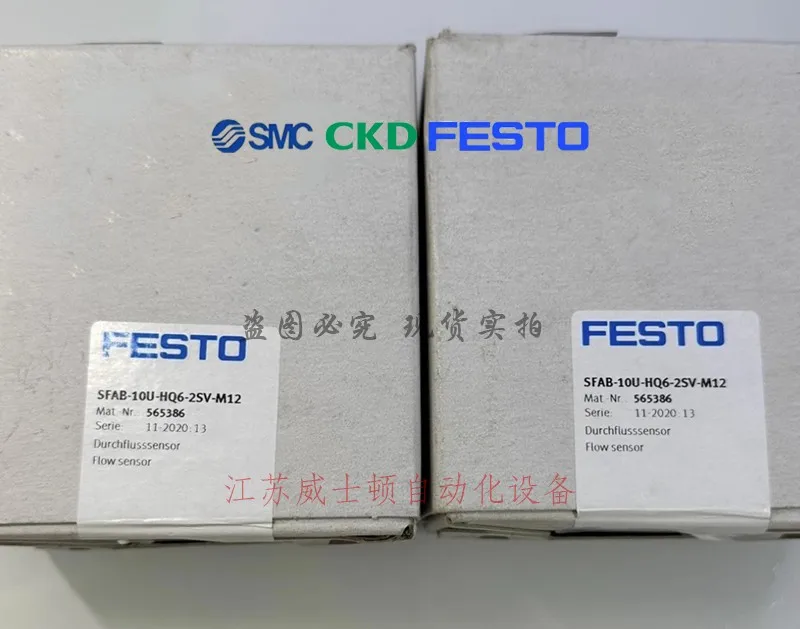 SMC CKD FESTO
盗图必究 现货实拍
FESTO
SFAB-10U-HQ6-2SV-M12
Mat. Nr.: 565386
Serie: 11-2020:13
Durchflusssensor
Flow sensor
FESTO
SFAB-10U-HQ6-2SV-M12
Mat. Nr.: 565386
Serie: 11-2020:13
Durchflusssensor
Flow sensor
江苏威士顿自动化设备